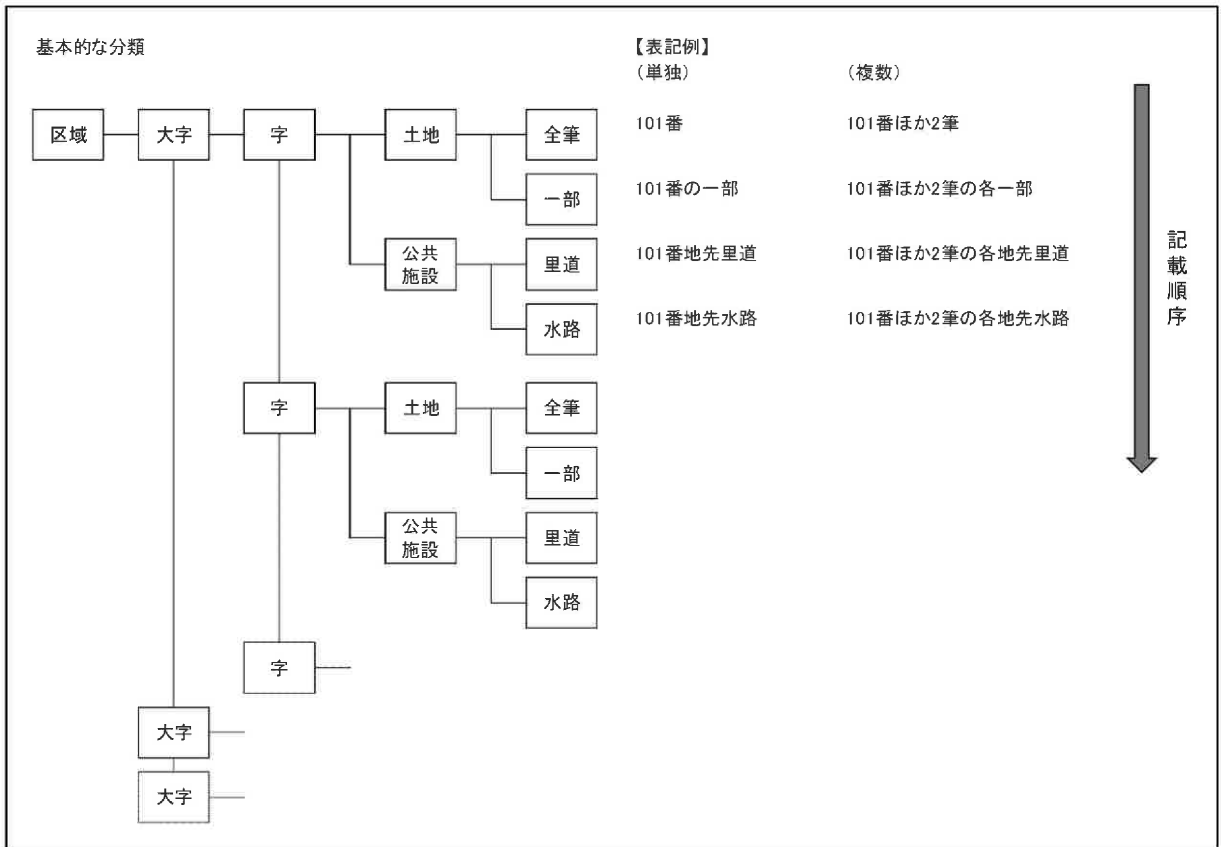 基本的な分類
【表記例】
(単独) (複数)
区域 大字 字 土地 全筆 101番 101番ほか2筆
一部 101番の一部 101番ほか2筆の各一部
公共施設 里道 101番地先里道 101番ほか2筆の各地先里道
水路 101番地先水路 101番ほか2筆の各地先水路
記載順序
字 土地 全筆
一部
公共施設 里道
水路
字
大字
大字